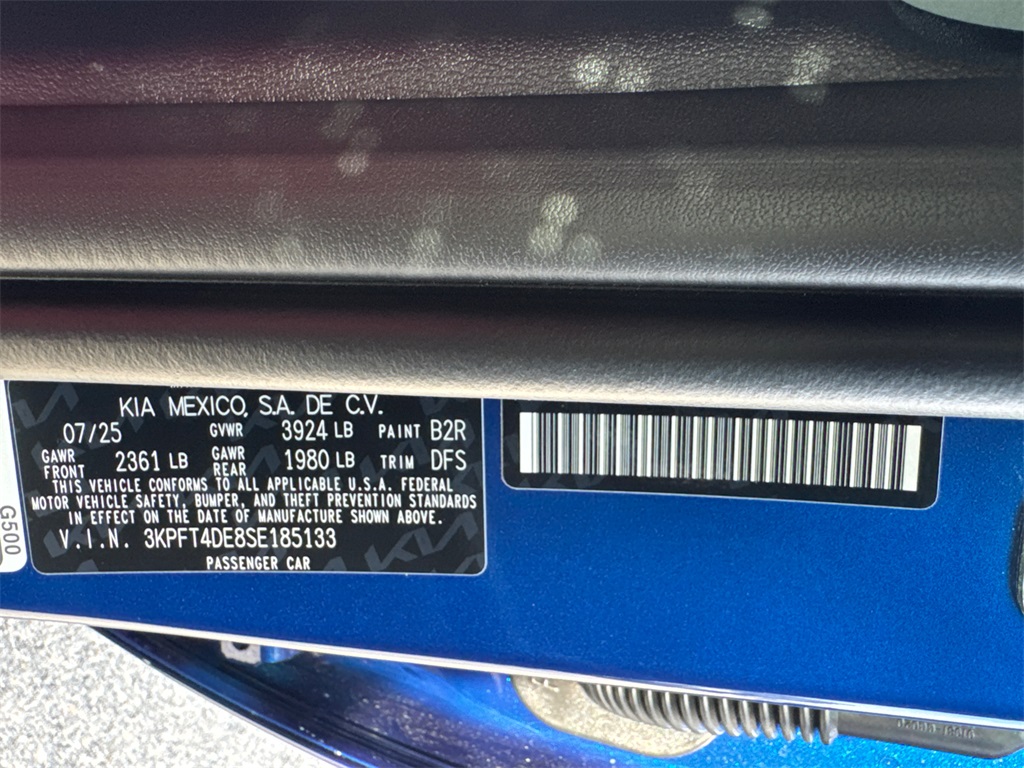 KIA MEXICO, S.A. DE C.V.
07/25 GVWR 3924 LB PAINT B2R
GAWR FRONT 2361 LB GAWR REAR 1980 LB TRIM DFS
THIS VEHICLE CONFORMS TO ALL APPLICABLE U.S.A. FEDERAL
MOTOR VEHICLE SAFETY, BUMPER, AND THEFT PREVENTION STANDARDS
IN EFFECT ON THE DATE OF MANUFACTURE SHOWN ABOVE.
V.I.N. 3KPFT4DE8SE185133
PASSENGER CAR
G500